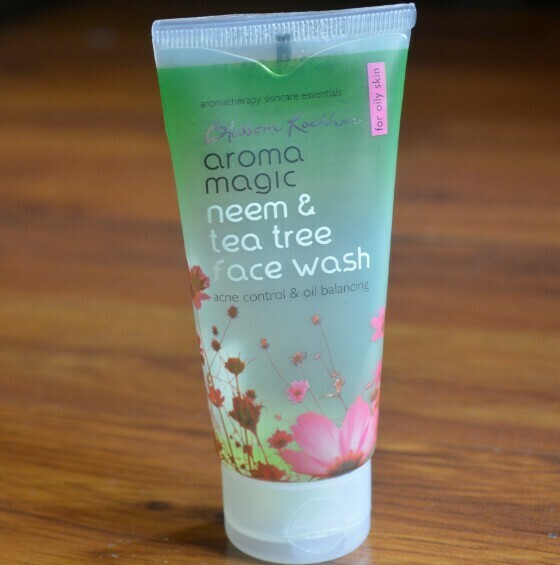 aromatherapy skincare essentials
for oily skin
Blossom Kochhar
aroma
magic
neem &
tea tree
face wash
acne control & oil balancing